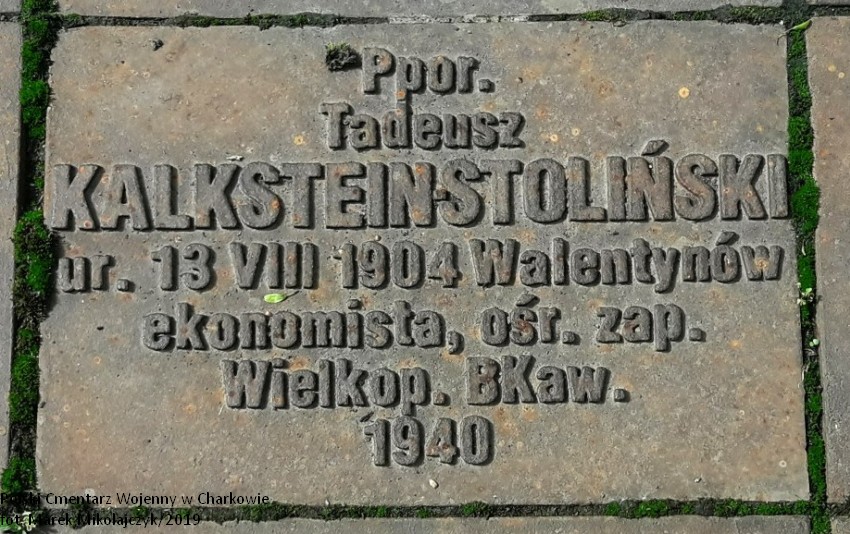 Ppor.
Tadeusz
KALKSTEIN-STOLIŃSKI
ur. 13 VIII 1904 Walentynów
ekonomista, ośr. zap.
Wielkop. BKaw.
1940
Polski Cmentarz Wojenny w Charkowie
fot. Marek Mikołajczyk/2019